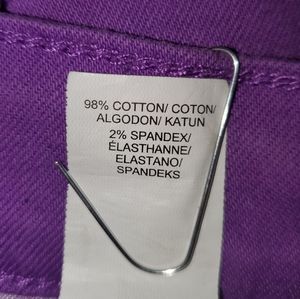 98% COTTON/ COTON/
ALGODON/ KATUN
2% SPANDEX/
ÉLASTHANNE/
ELASTANO/
SPANDEKS